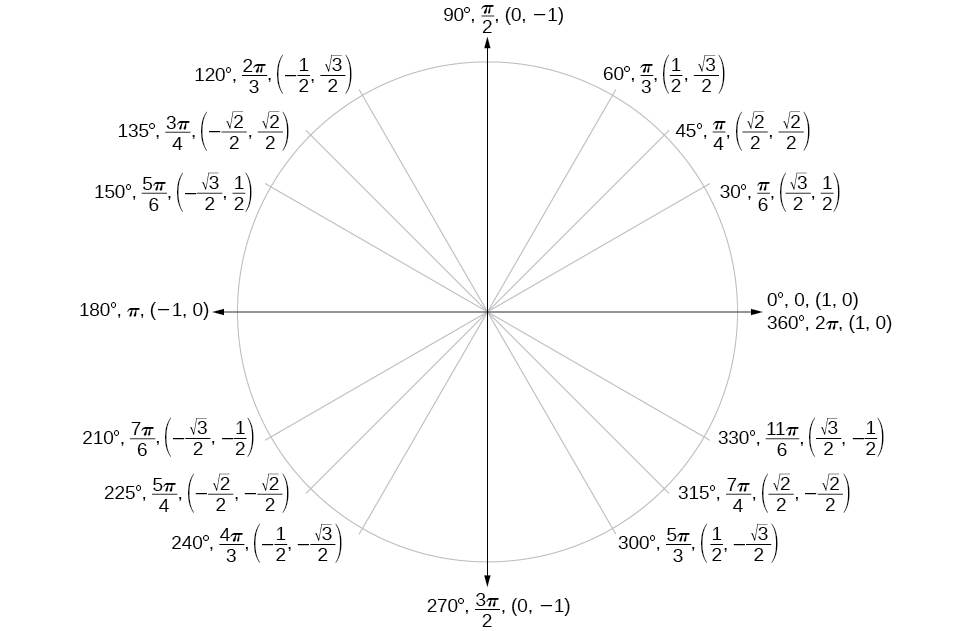 90°, π/2, (0, −1)
120°, 2π/3, (−1/2, √3/2)
60°, π/3, (1/2, √3/2)
135°, 3π/4, (−√2/2, √2/2)
45°, π/4, (√2/2, √2/2)
150°, 5π/6, (−√3/2, 1/2)
30°, π/6, (√3/2, 1/2)
180°, π, (−1, 0)
0°, 0, (1, 0)
360°, 2π, (1, 0)
210°, 7π/6, (−√3/2, −1/2)
330°, 11π/6, (√3/2, −1/2)
225°, 5π/4, (−√2/2, −√2/2)
315°, 7π/4, (√2/2, −√2/2)
240°, 4π/3, (−1/2, −√3/2)
300°, 5π/3, (1/2, −√3/2)
270°, 3π/2, (0, −1)